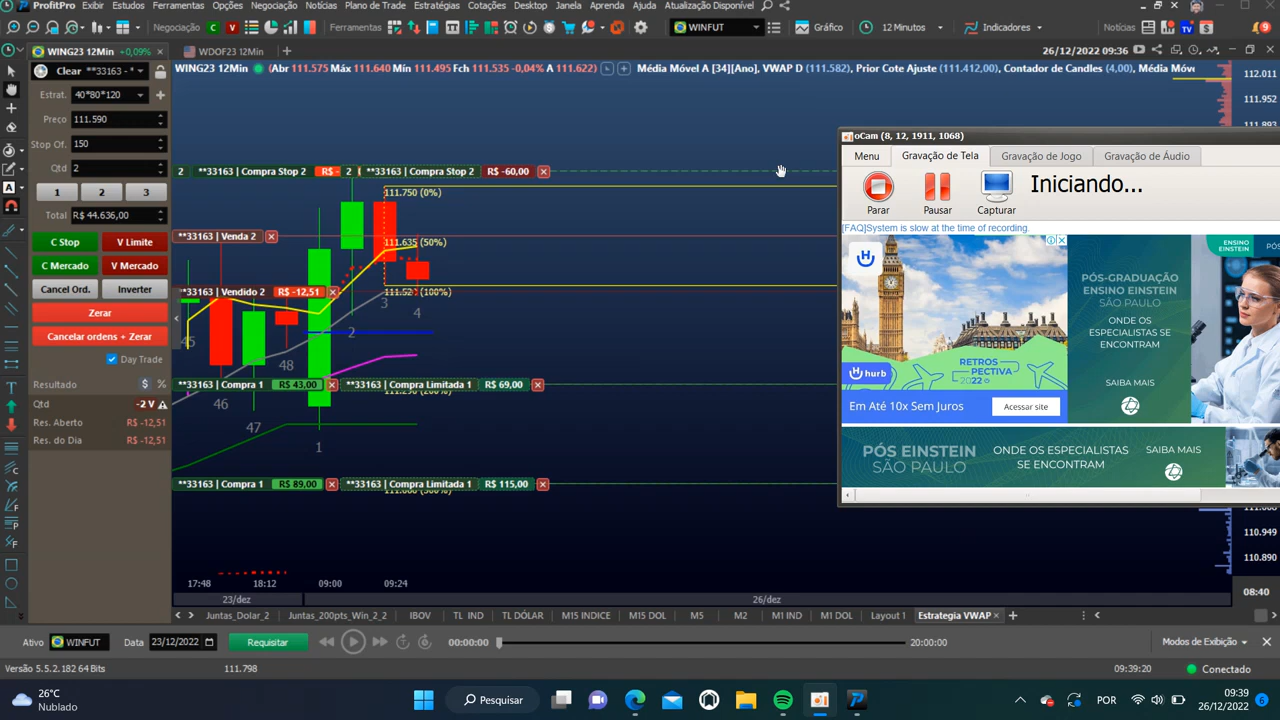 ProfitPro
Exibir Ferramentas Opções Negociação Notícias Plano de Trade Estratégias Cotações Desktop Janela Aprenda Ajuda Atualização Disponível
Negociação Ferramentas WINFUT Gráfico 12 Minutos Indicadores Notícias
WING23 12Min +0,09% WDOF23 12Min 26/12/2022 09:36
Clear **33163 -
WING23 12Min (Abr 111.575 Máx 111.640 Mín 111.495 Fch 111.535 -0,04% A 111.622) Média Móvel A [34][Ano], VWAP D (111.582), Prior Cote Ajuste (111.412,00), Contador de Candles (4,00), Média Móve
112.011
111.952
111.893
Estrat. 40*80*120
Preço 111.590
Stop Of. 150
Qtd 2
1 2 3
Total R$ 44.636,00
C Stop V Limite
C Mercado V Mercado
Cancel Ord. Inverter
Zerar
Cancelar ordens + Zerar
Day Trade
Resultado $ %
Qtd -2 V
Res. Aberto R$ -12,51
Res. do Dia R$ -12,51
2 **33163 | Compra Stop 2 R$ - 2 **33163 | Compra Stop 2 R$ -60,00
111.750 (0%)
**33163 | Venda 2
111.635 (50%)
**33163 | Vendido 2 R$ -12,51
3
4
2
48
**33163 | Compra 1 R$ 43,00 **33163 | Compra Limitada 1 R$ 69,00
46
47
1
**33163 | Compra 1 R$ 89,00 **33163 | Compra Limitada 1 R$ 115,00
oCam (8, 12, 1911, 1068)
Menu Gravação de Tela Gravação de Jogo Gravação de Áudio
Parar Pausar Capturar Iniciando...
[FAQ]System is slow at the time of recording.
hurb
RETROS
PECTIVA
2022
Em Até 10x Sem Juros Acessar site
ENSINO
EINSTEIN
PÓS-GRADUAÇÃO
ENSINO EINSTEIN
SÃO PAULO
ONDE OS
ESPECIALISTAS
SE ENCONTRAM
SAIBA MAIS
PÓS EINSTEIN
SÃO PAULO
ONDE OS ESPECIALISTAS
SE ENCONTRAM
SAIBA MAIS
110.949
110.890
17:48 18:12 09:00 09:24 08:40
23/dez 26/dez
Juntas_Dolar_2 Juntas_200pts_Win_2_2 IBOV TL IND TL DÓLAR M15 INDICE M15 DOL M5 M2 M1 IND M1 DOL Layout 1 Estrategia VWAP
Ativo WINFUT Data 23/12/2022 Requisitar 00:00:00 20:00:00 Modos de Exibição
Versão 5.5.2.182 64 Bits 111.798 09:39:20 Conectado
26°C
Nublado
Pesquisar
POR
09:39
26/12/2022